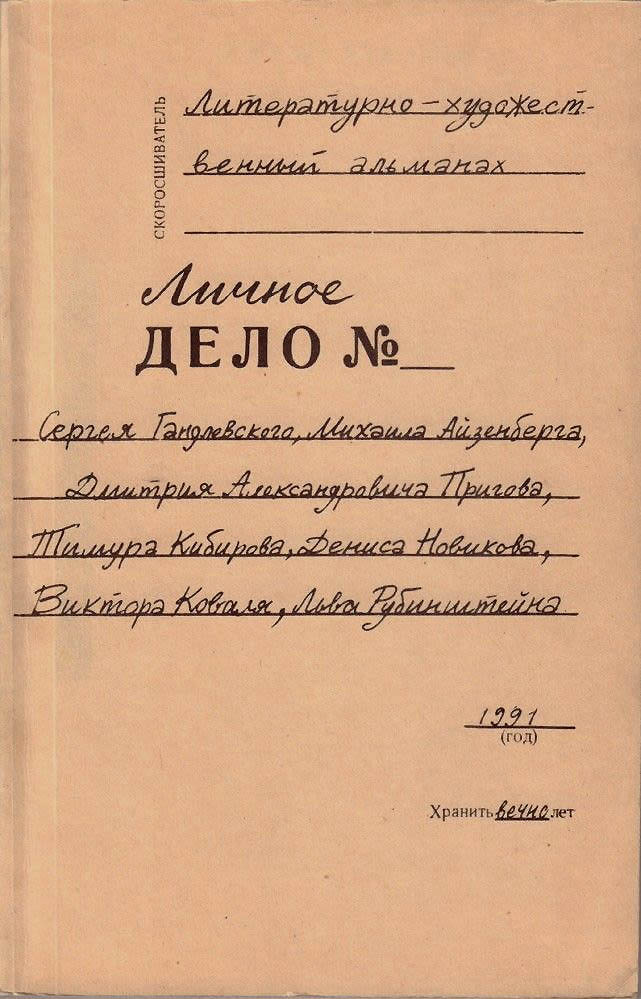 СКОРОСШИВАТЕЛЬ
Литературно-художест-
венный альманах
Личное
ДЕЛО №
Сергея Гандлевского, Михаила Айзенберга,
Дмитрия Александровича Пригова,
Тимура Кибирова, Дениса Новикова,
Виктора Коваля, Льва Рубинштейна
1991
(год)
Хранить вечно лет